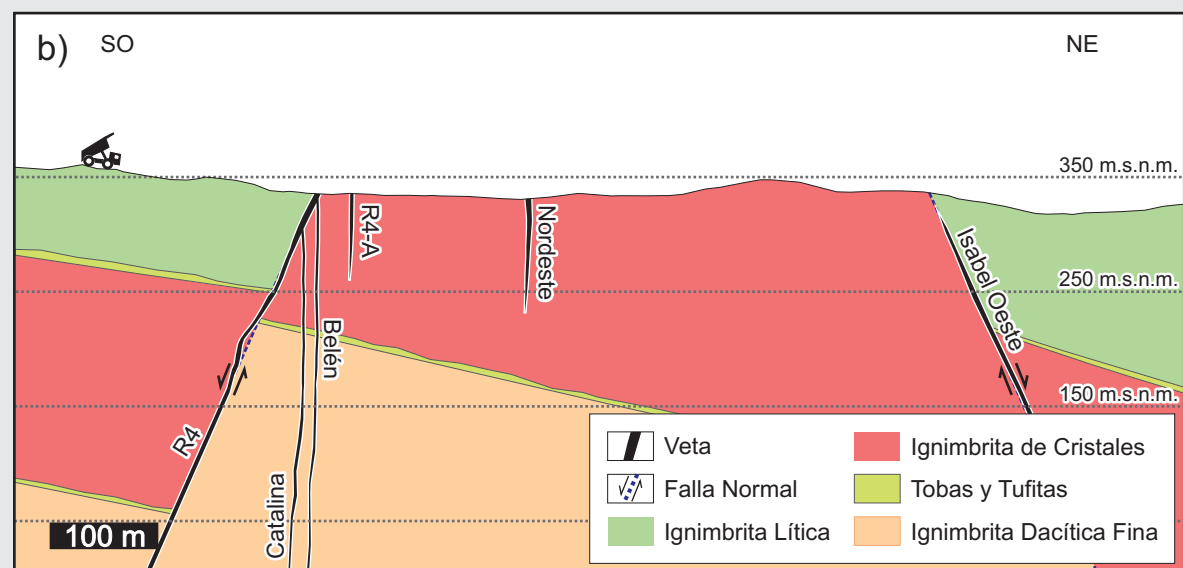 b)
SO
NE
350 m.s.n.m.
R4-A
Nordeste
Isabel Oeste
250 m.s.n.m.
Belén
150 m.s.n.m.
R4
Catalina
100 m
Veta
Falla Normal
Ignimbrita Lítica
Ignimbrita de Cristales
Tobas y Tufitas
Ignimbrita Dacítica Fina